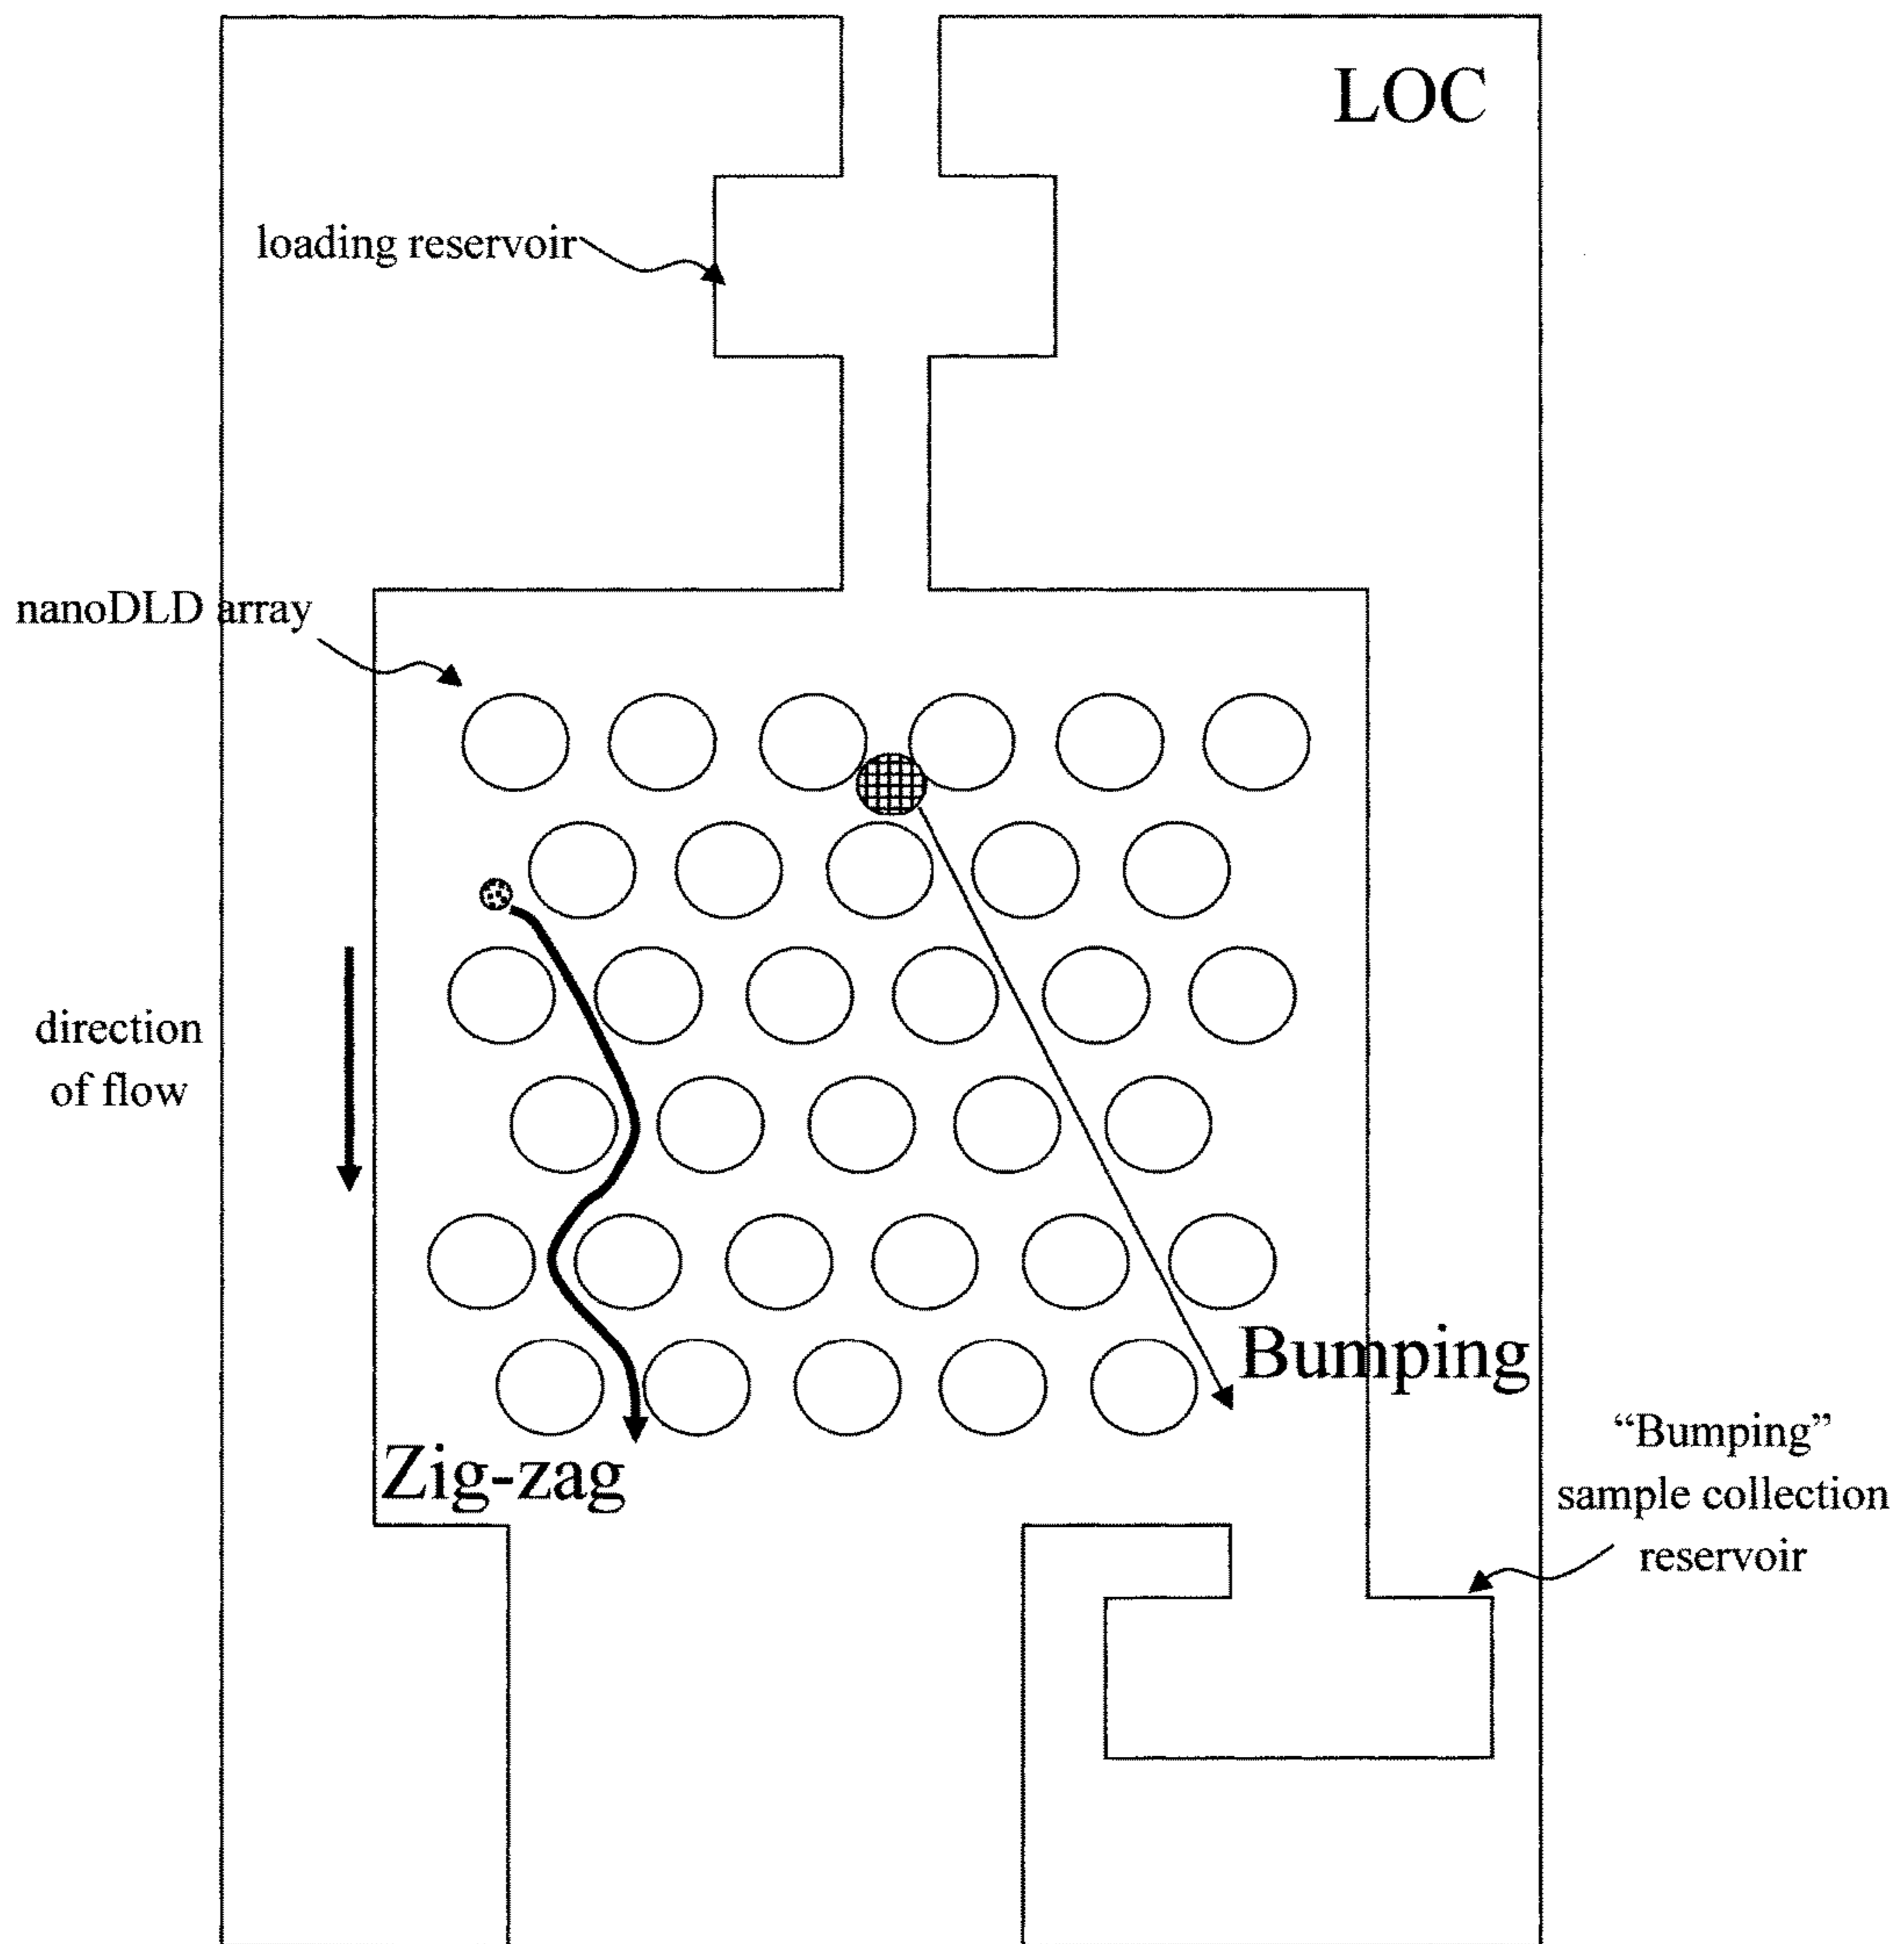 LOC
loading reservoir
nanoDLD array
direction
of flow
Bumping
Zig-zag
“Bumping”
sample collection
reservoir